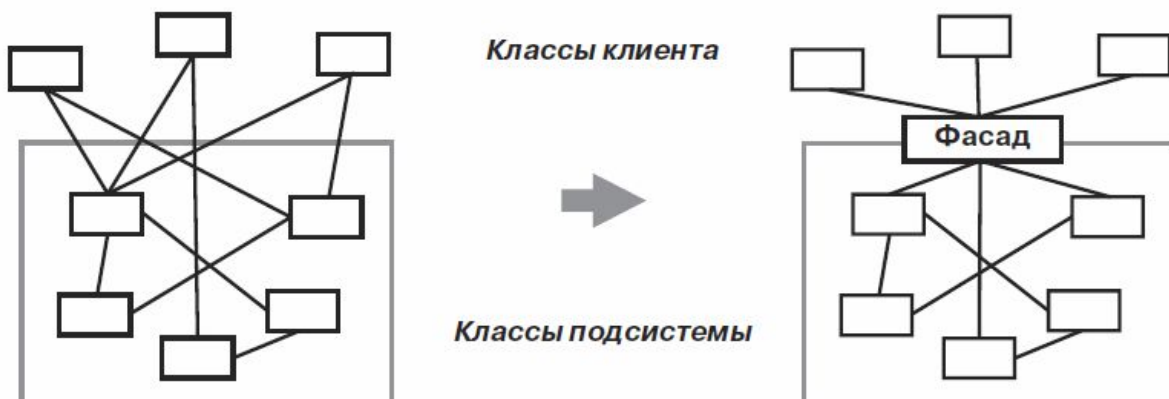 Классы клиента
Фасад
Классы подсистемы